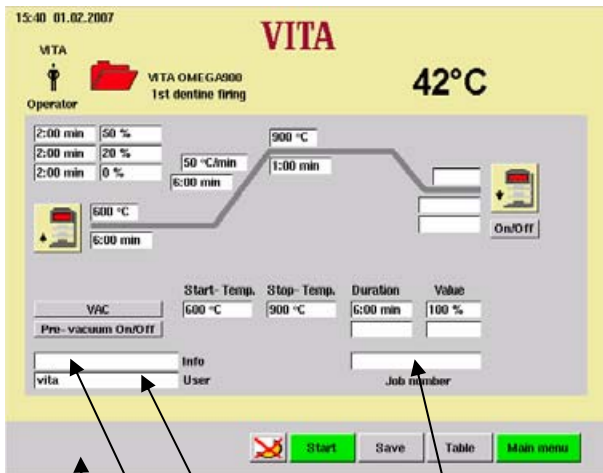 15:40 01.02.2007
VITA
VITA
Operator
VITA OMEGA900
1st dentine firing
42°C
2:00 min 50 %
2:00 min 20 %
2:00 min 0 %
50 °C/min
6:00 min
900 °C
1:00 min
600 °C
6:00 min
On/Off
Start-Temp. Stop-Temp. Duration Value
VAC 600 °C 900 °C 6:00 min 100 %
Pre-vacuum On/Off
Info
vita User Job number
Start Save Table Main menu